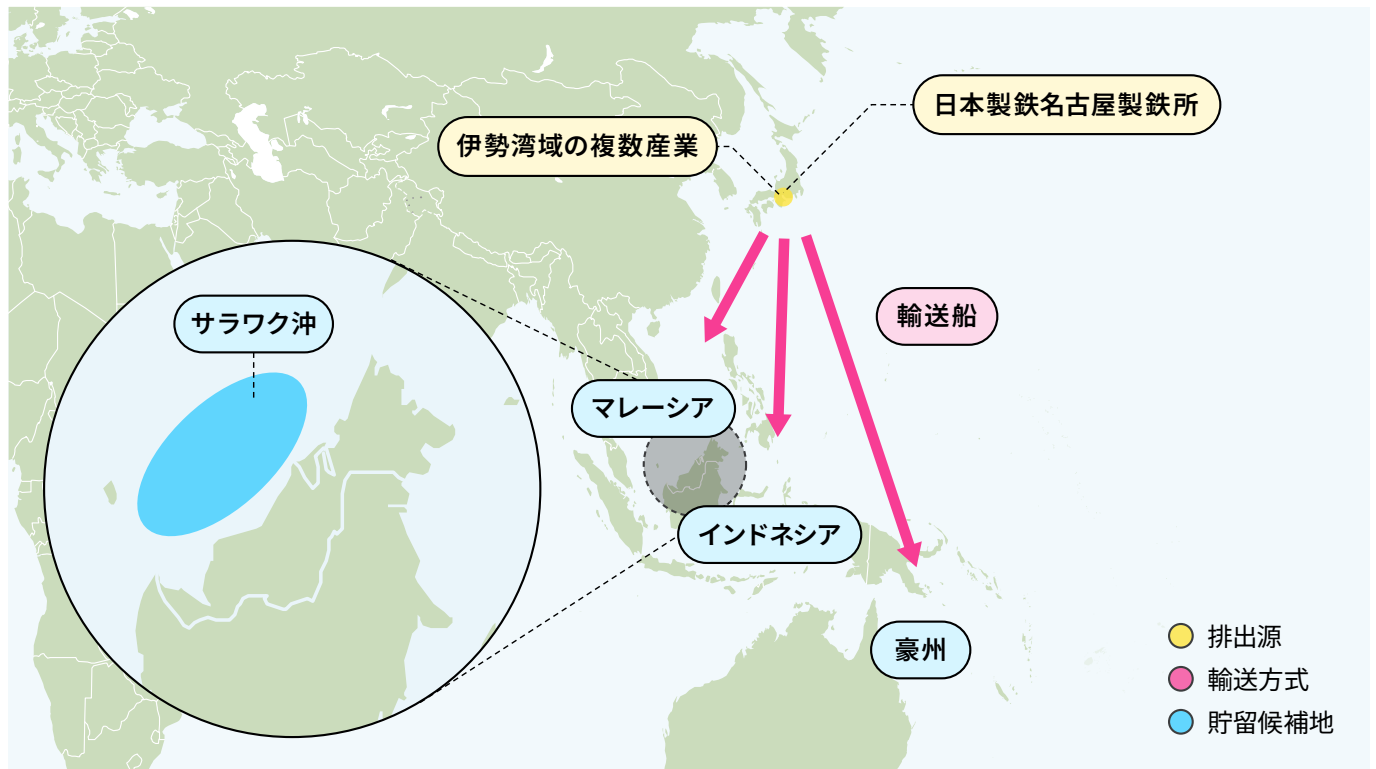 日本製鉄名古屋製鉄所
伊勢湾域の複数産業
サラワク沖
輸送船
マレーシア
インドネシア
豪州
排出源
輸送方式
貯留候補地